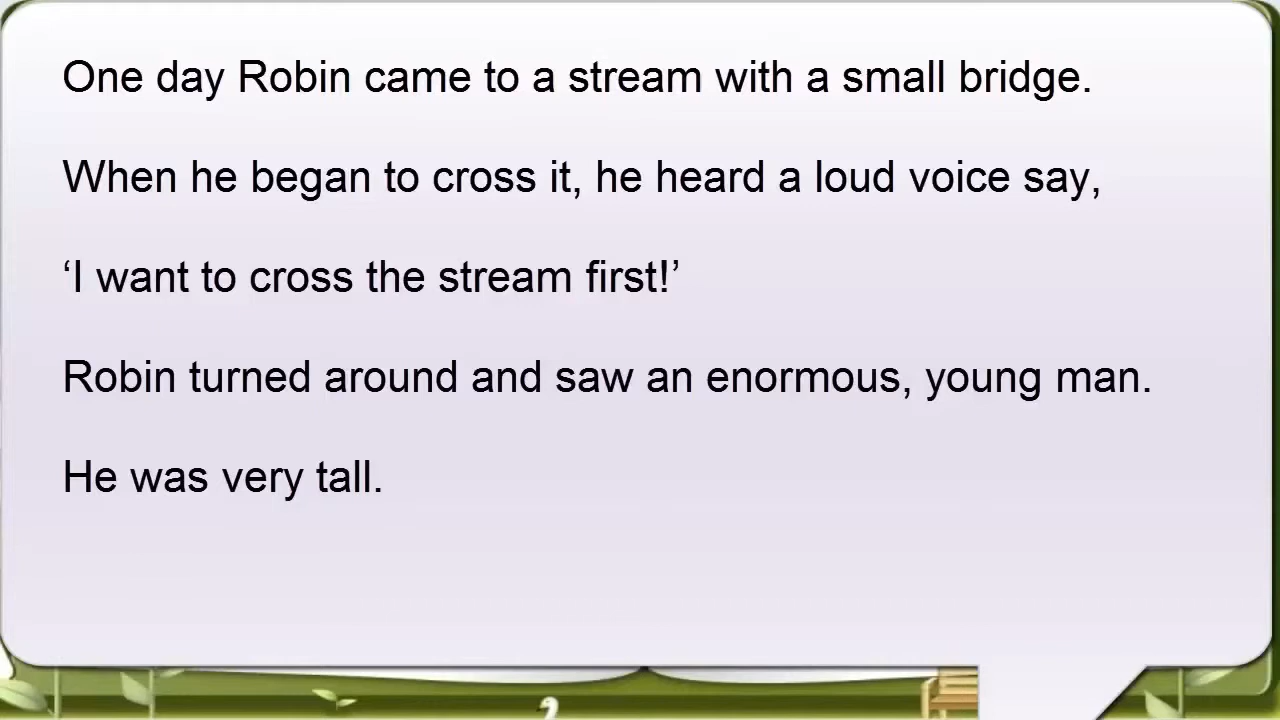 One day Robin came to a stream with a small bridge.
When he began to cross it, he heard a loud voice say,
‘I want to cross the stream first!’
Robin turned around and saw an enormous, young man.
He was very tall.